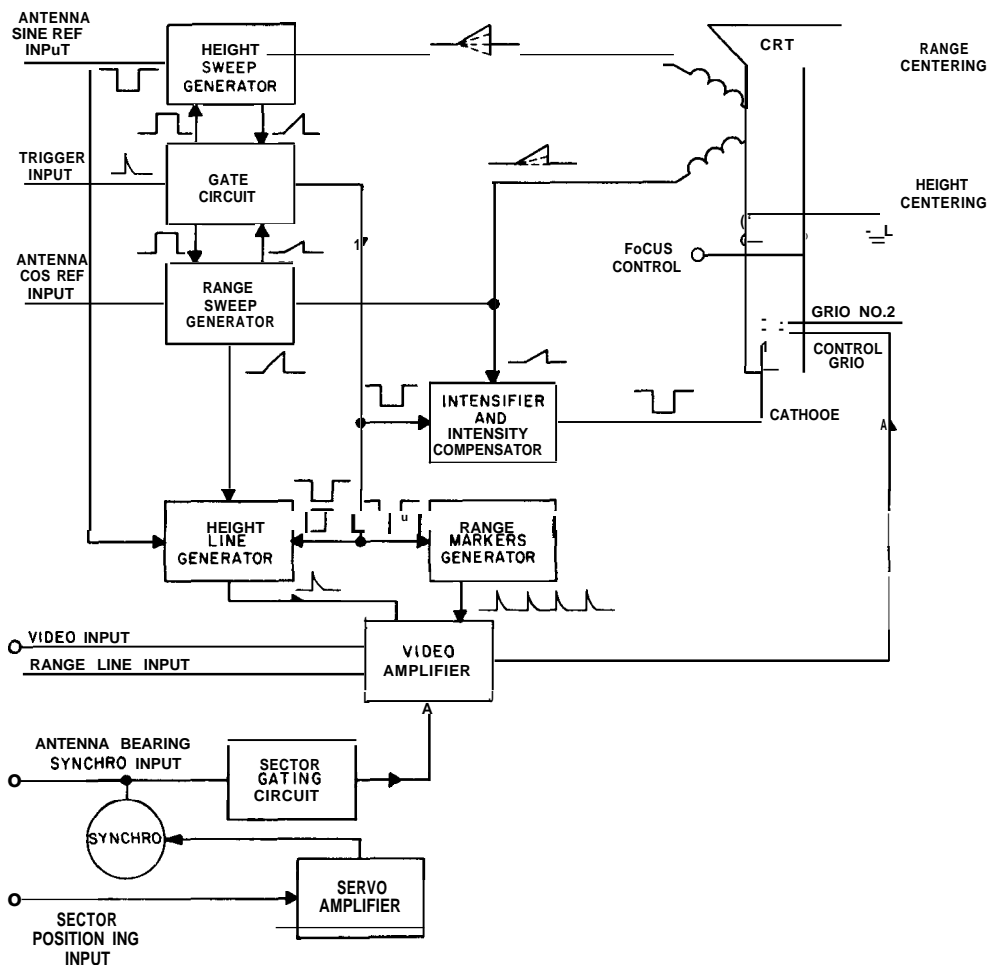 ANTENNA
SINE REF
INPuT
HEIGHT
SWEEP
GENERATOR
CRT
RANGE
CENTERING
TRIGGER
INPUT
GATE
CIRCUIT
HEIGHT
CENTERING
ANTENNA
COS REF
INPUT
RANGE
SWEEP
GENERATOR
FoCUS
CONTROL
GRIO NO.2
CONTROL
GRIO
CATHOOE
INTENSIFIER
AND
INTENSITY
COMPENSATOR
A
HEIGHT
LINE
GENERATOR
RANGE
MARKERS
GENERATOR
VIDEO INPUT
RANGE LINE INPUT
VIDEO
AMPLIFIER
A
ANTENNA BEARING
SYNCHRO INPUT
SECTOR
GATING
CIRCUIT
SYNCHRO
SERVO
AMPLIFIER
SECTOR
POSITION ING
INPUT